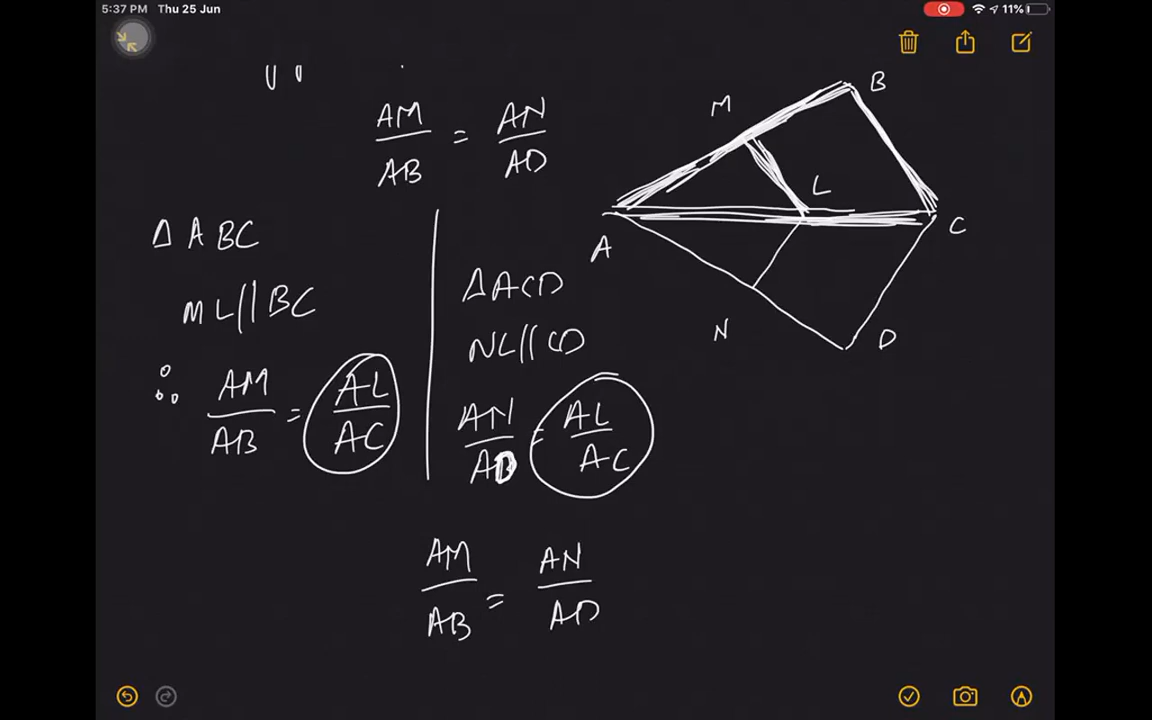 5:37 PM Thu 25 Jun
11%
AM/AB = AN/AD
B
M
L
A
C
N
D
Δ ABC
ML//BC
∴ AM/AB = AL/AC
ΔACD
NL//CD
AN/AD = AL/AC
AM/AB = AN/AD